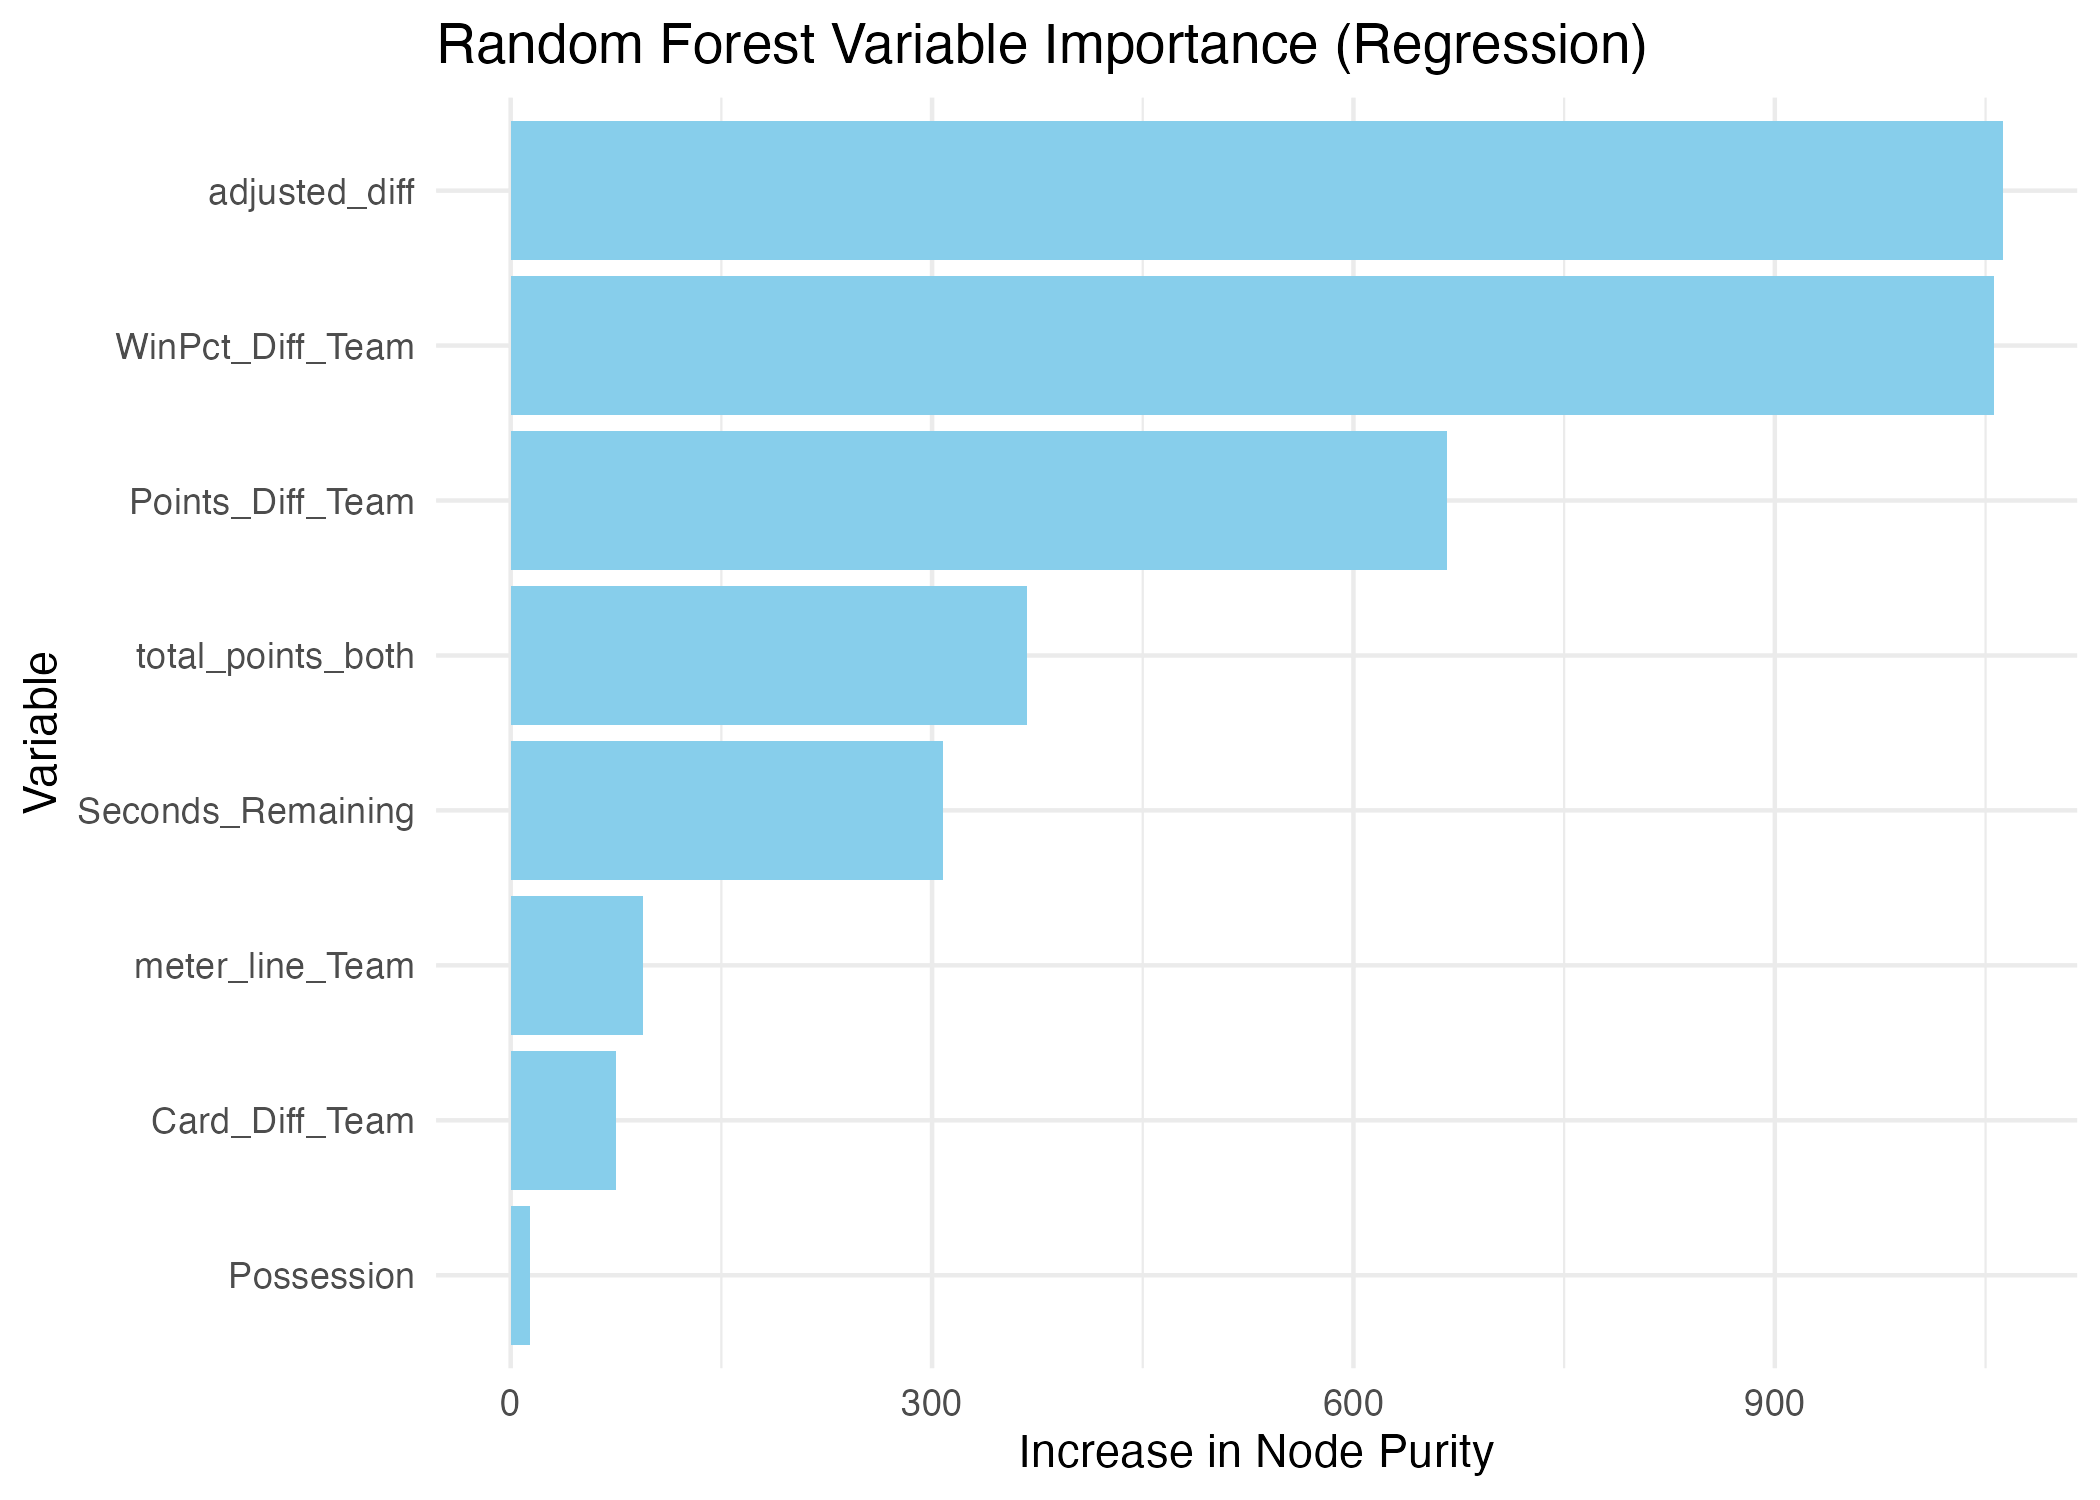 Random Forest Variable Importance (Regression)
adjusted_diff
WinPct_Diff_Team
Points_Diff_Team
total_points_both
Seconds_Remaining
meter_line_Team
Card_Diff_Team
Possession
Variable
0 300 600 900
Increase in Node Purity